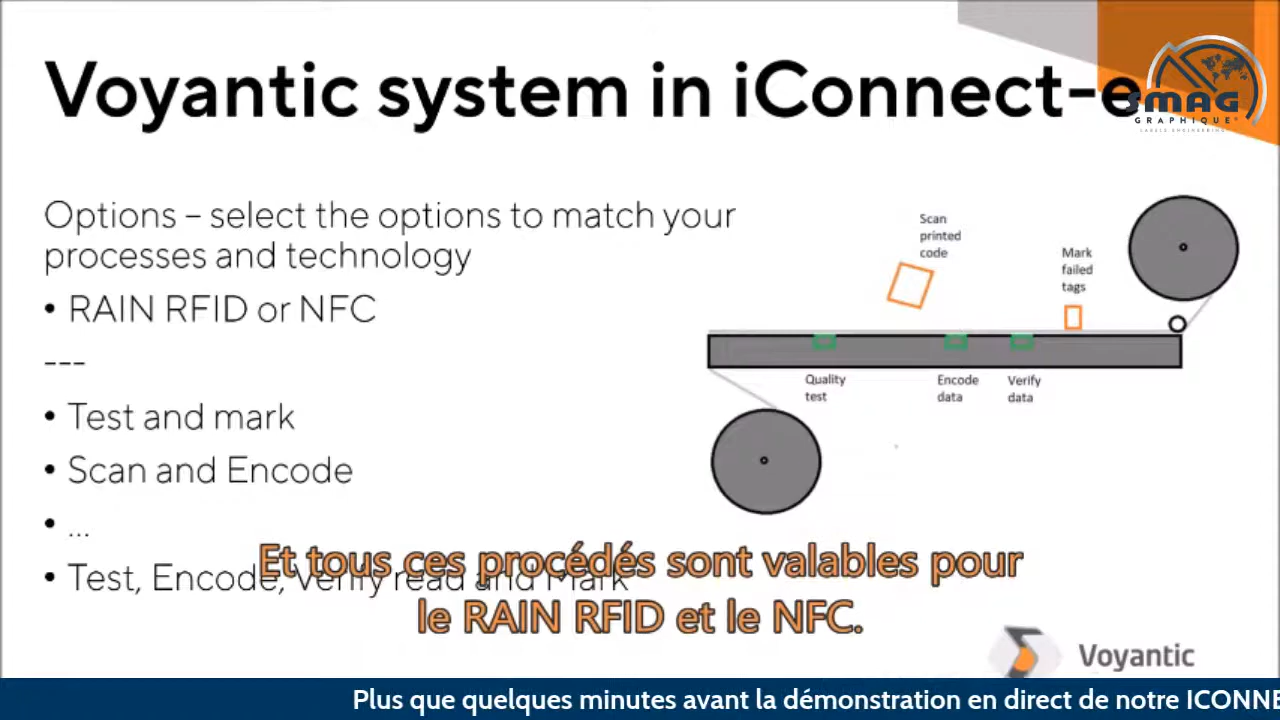 Voyantic system in iConnect-e
SMAG
GRAPHIQUE
LABELS ENGINEERING
Options – select the options to match your
processes and technology
• RAIN RFID or NFC
---
• Test and mark
• Scan and Encode
• ...
• Test, Encode, Verify read and Mark
Scan
printed
code
Mark
failed
tags
Quality
test
Encode
data
Verify
data
Et tous ces procédés sont valables pour
le RAIN RFID et le NFC.
Voyantic
Plus que quelques minutes avant la démonstration en direct de notre ICONNE